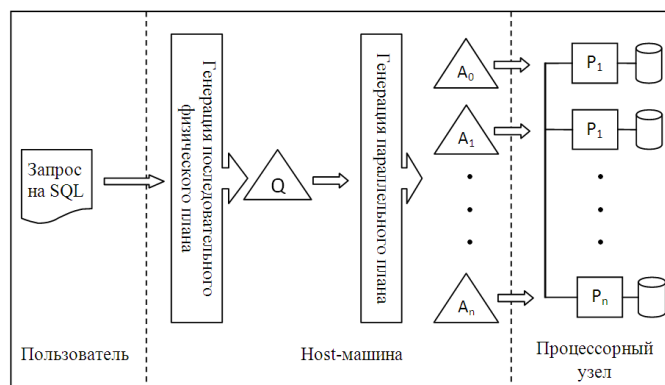 Запрос
на SQL
Генерация последовательного
физического плана
Q
Генерация параллельного плана
A0
A1
An
P1
P1
Pn
Пользователь
Host-машина
Процессорный
узел